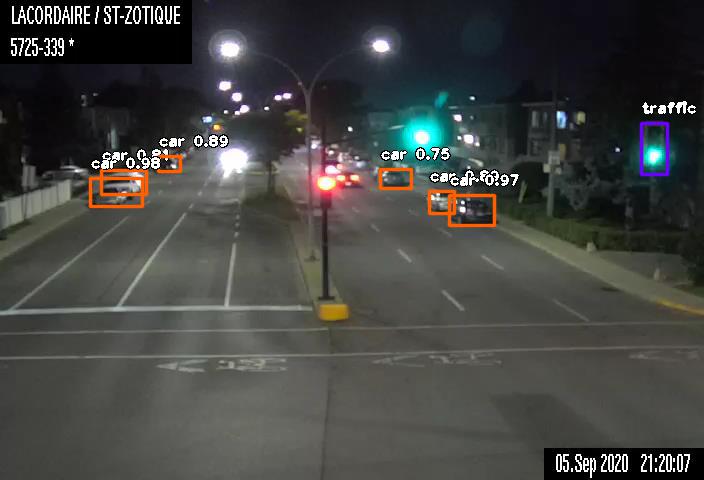 LACORDAIRE / ST-ZOTIQUE
5725-339 *
traffic
car 0.89
car 0.98
car 0.75
car 0.97
05.Sep 2020 21:20:07